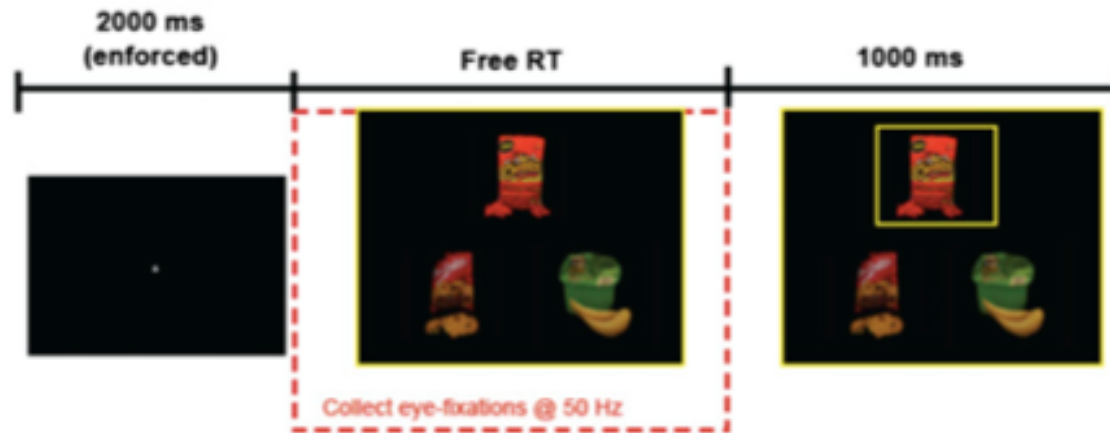 2000 ms
(enforced)
Free RT
1000 ms
Collect eye-fixations @ 50 Hz